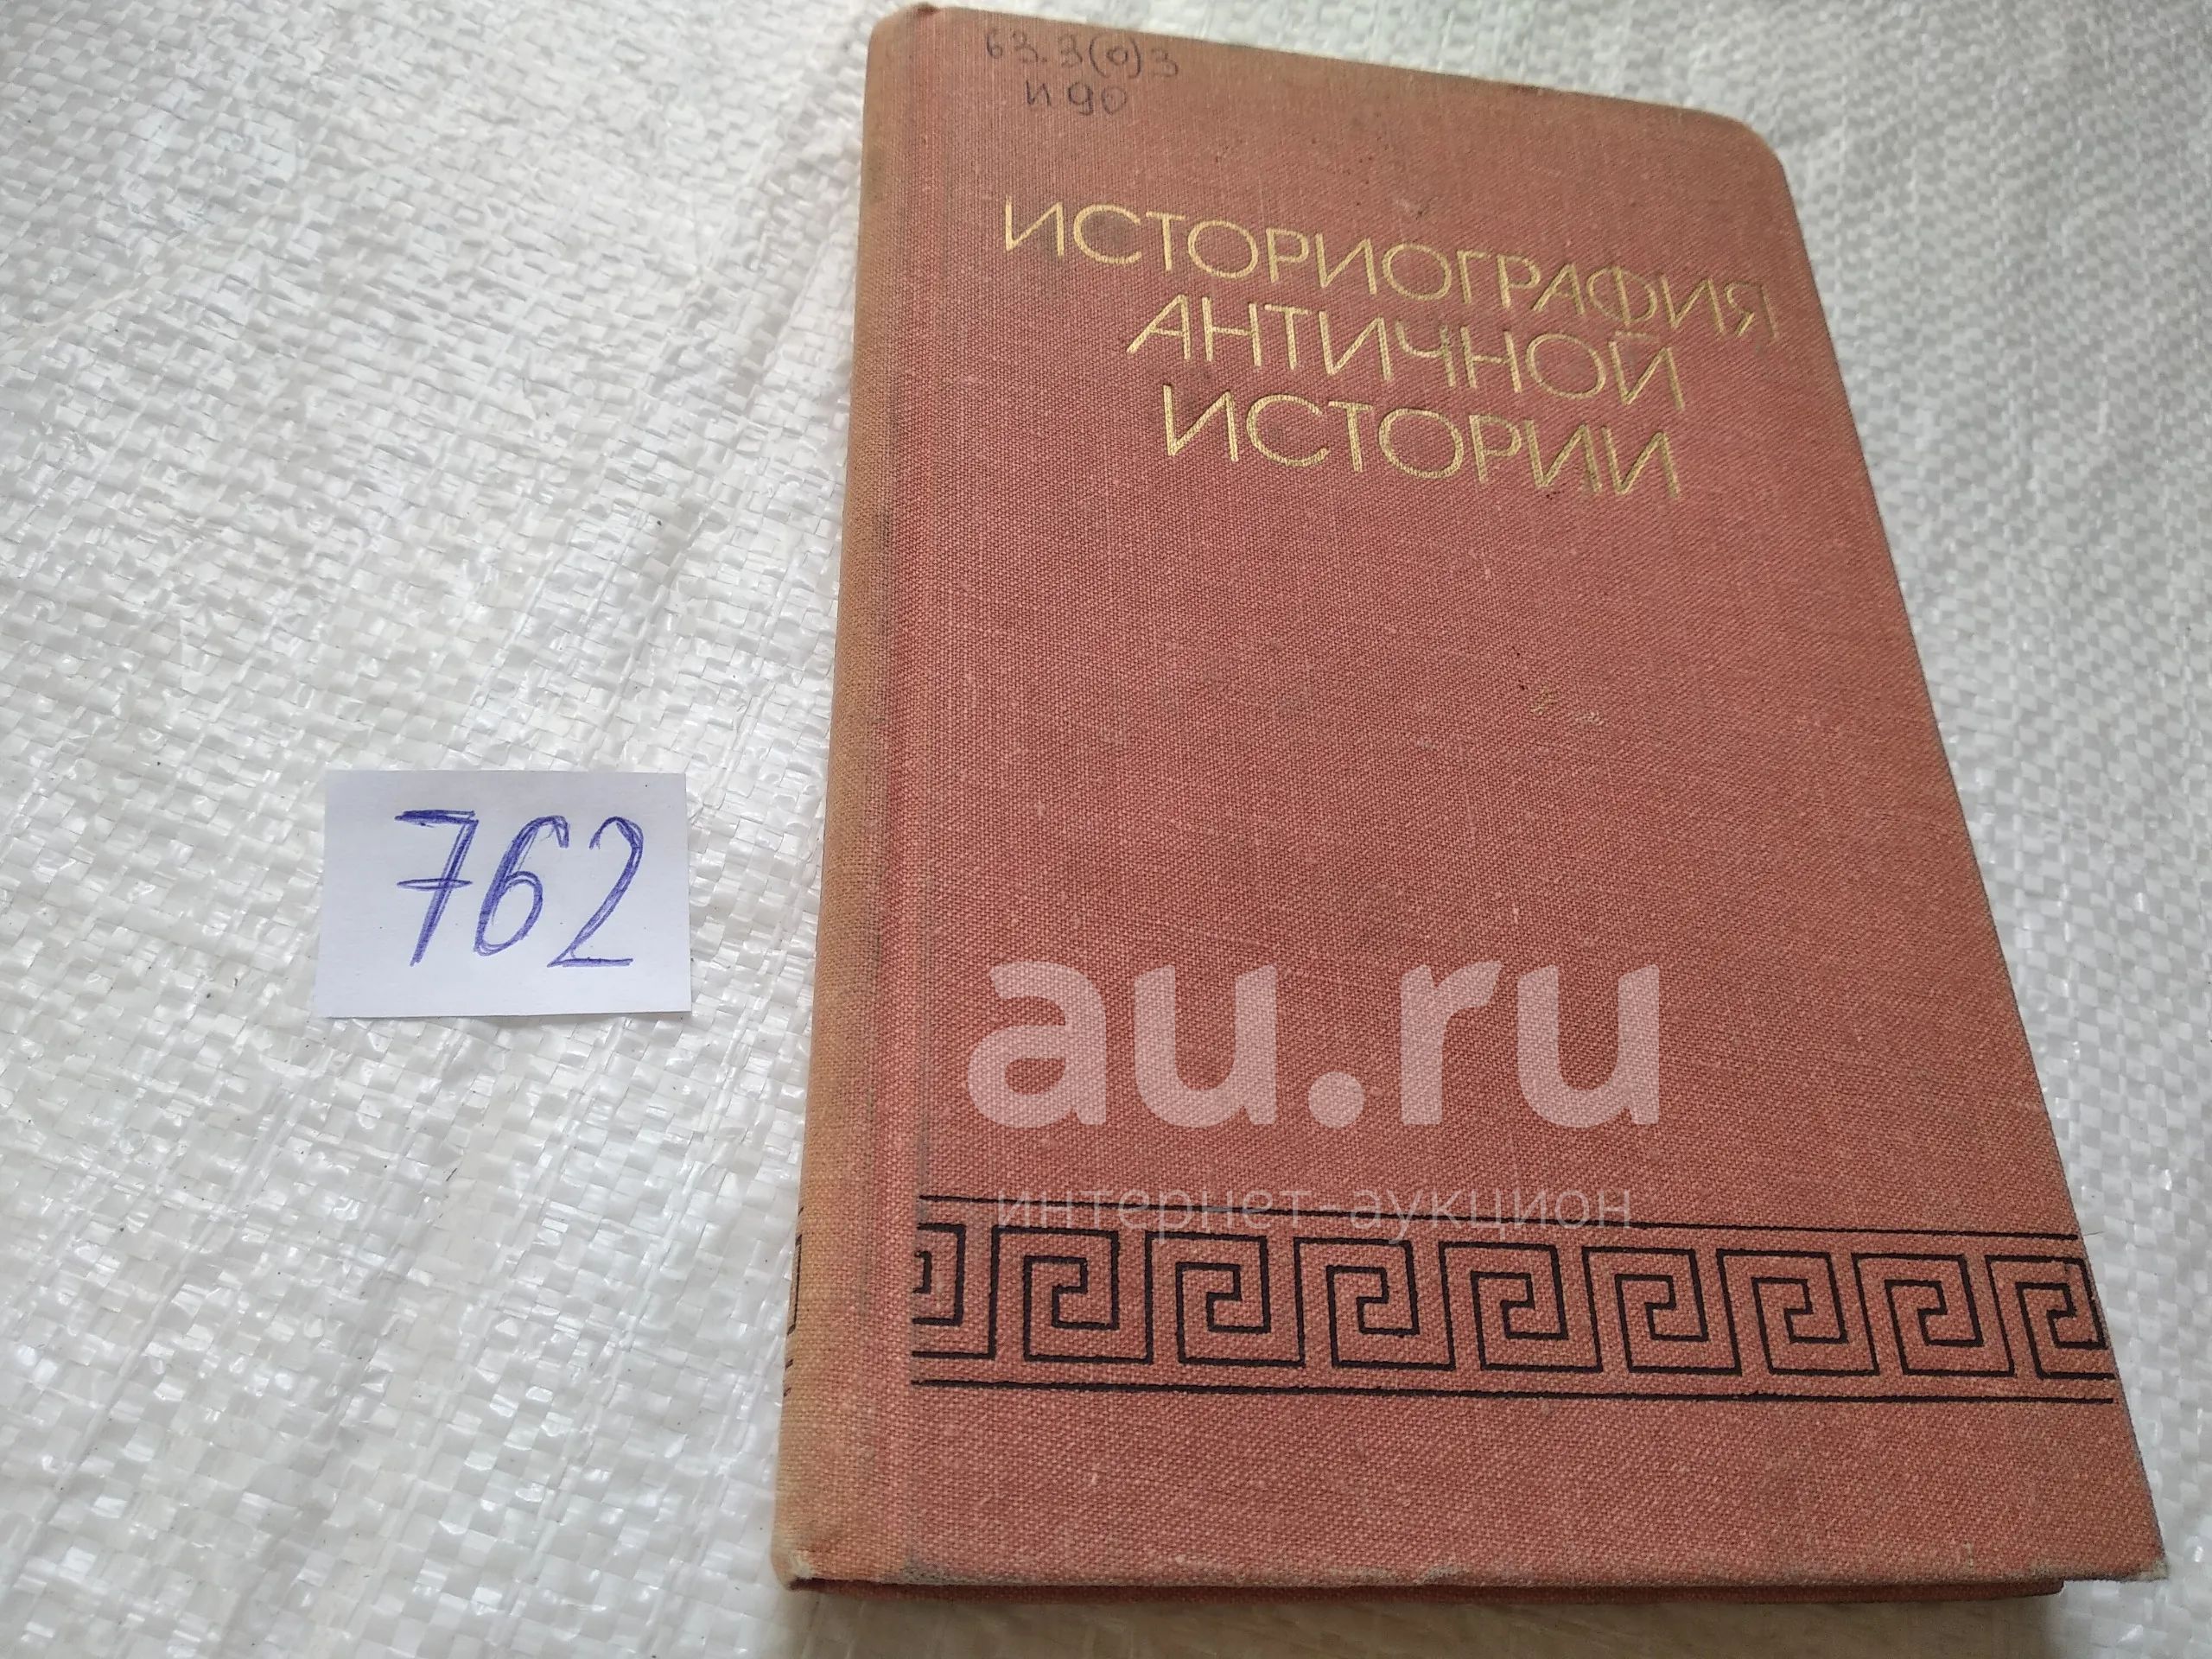 63.3(0)3
И90
ИСТОРИОГРАФИЯ
АНТИЧНОЙ
ИСТОРИИ
762
au.ru
интернет-аукцион